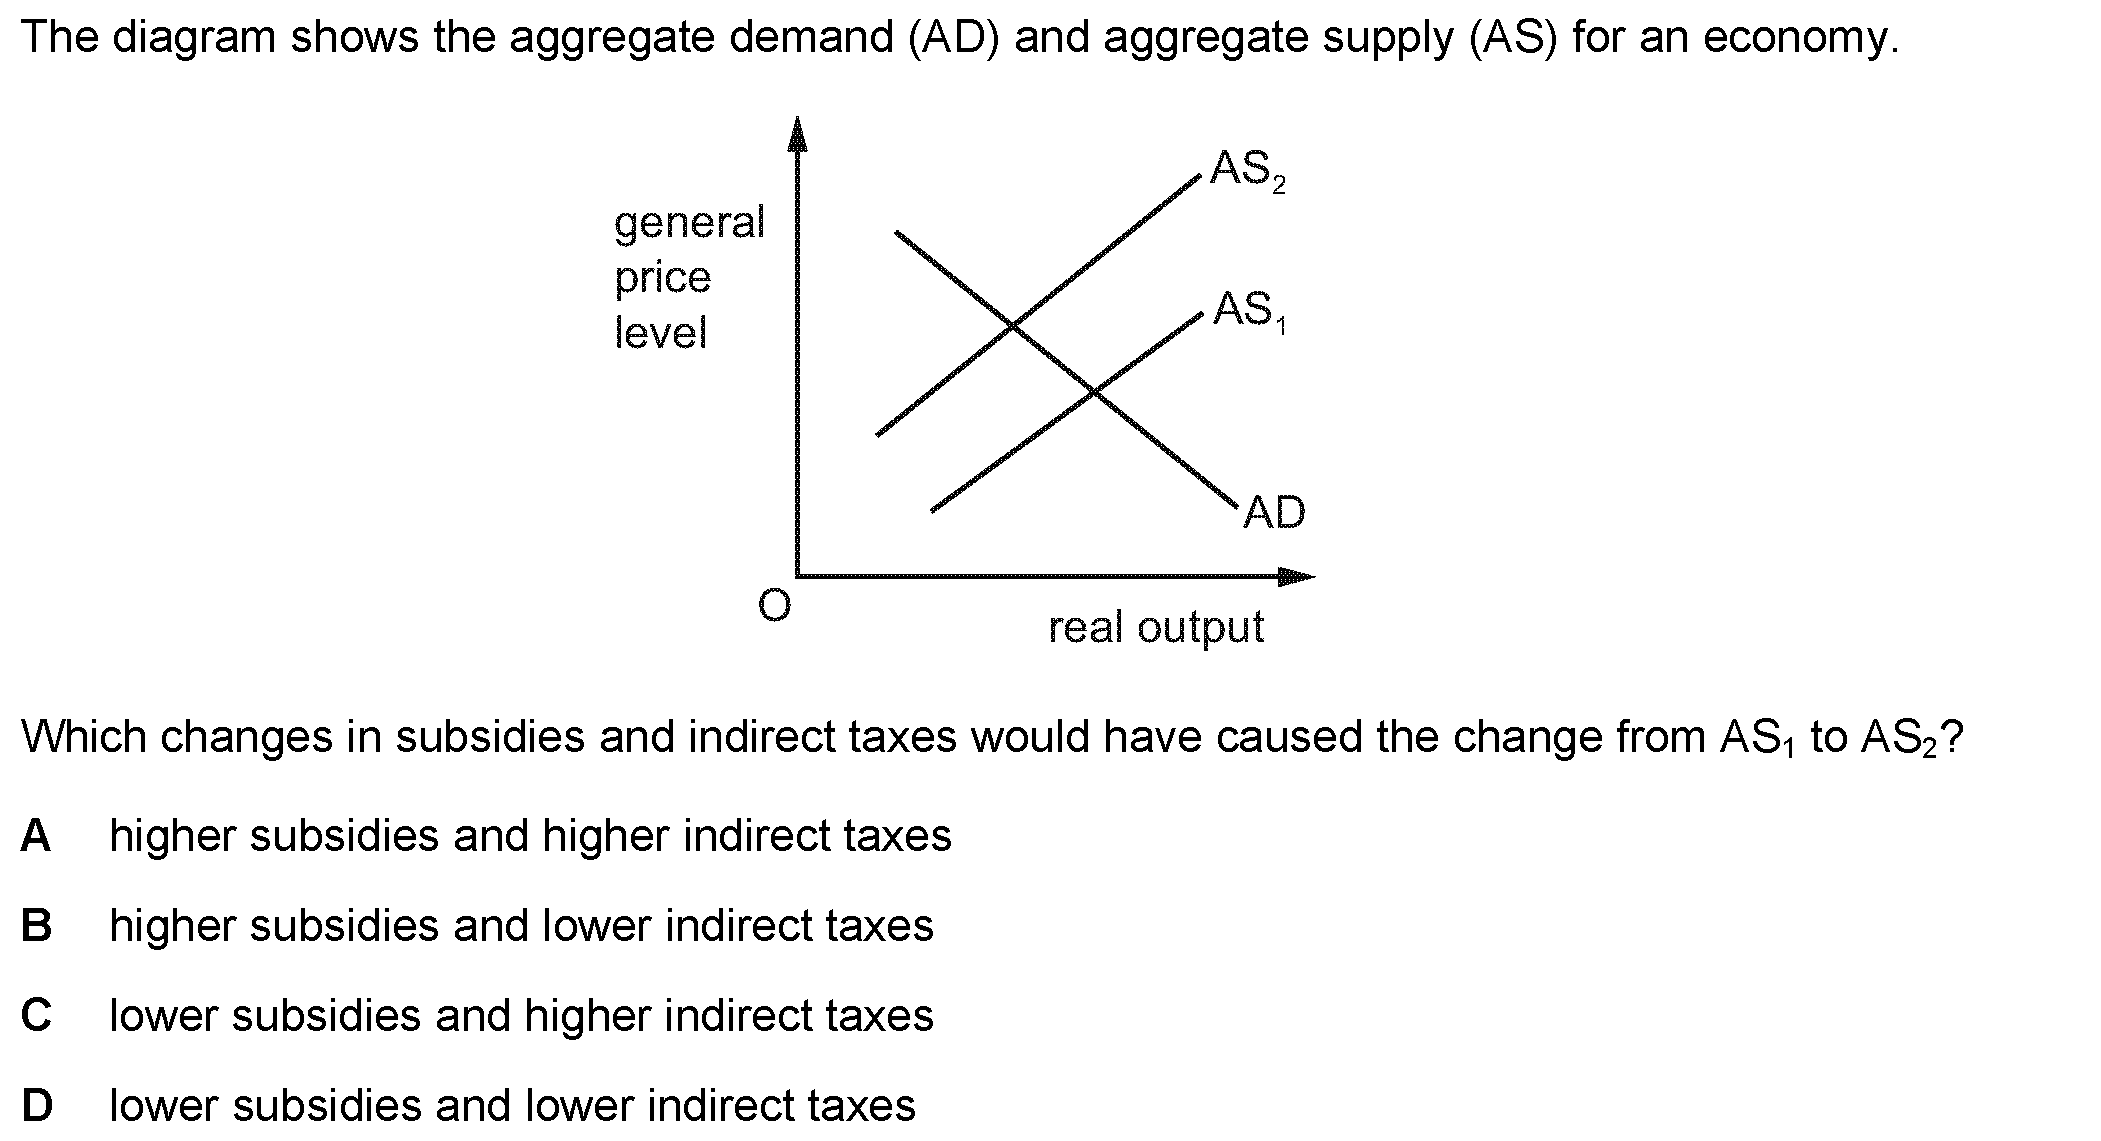 The diagram shows the aggregate demand (AD) and aggregate supply (AS) for an economy.
AS₂
general
price
level
AS₁
AD
O
real output
Which changes in subsidies and indirect taxes would have caused the change from AS₁ to AS₂?
A higher subsidies and higher indirect taxes
B higher subsidies and lower indirect taxes
C lower subsidies and higher indirect taxes
D lower subsidies and lower indirect taxes